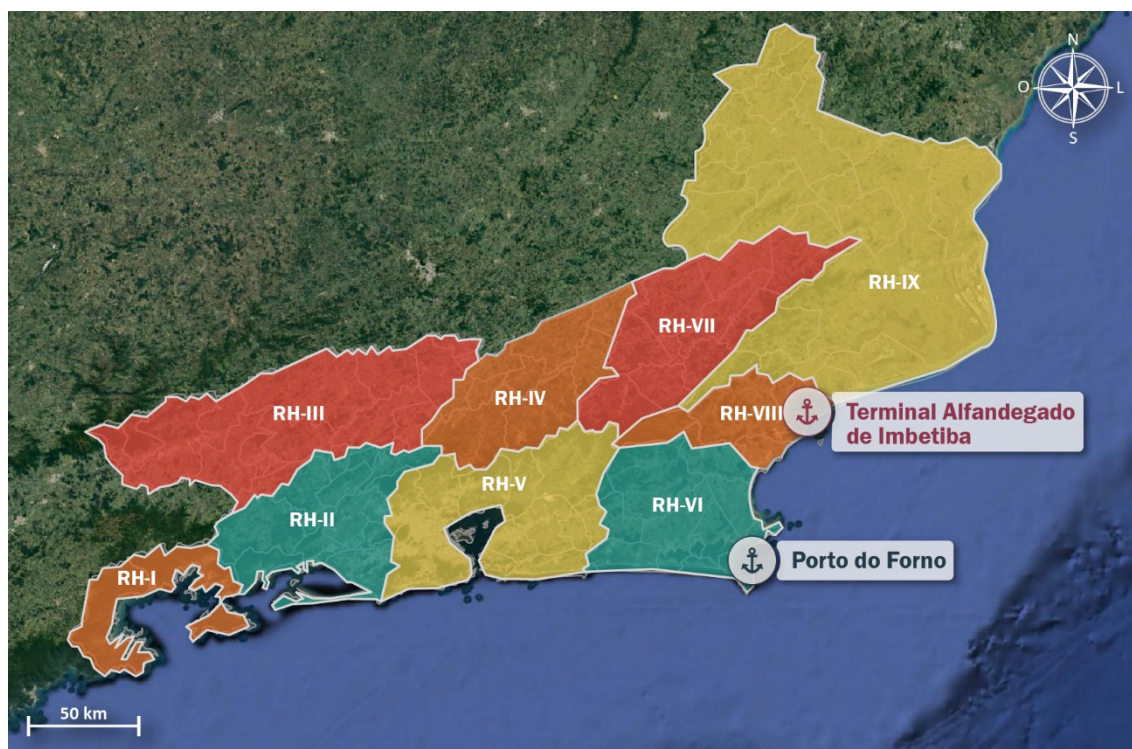 N
O
L
S
RH-IX
RH-VII
RH-IV
RH-III
RH-VIII
Terminal Alfandegado
de Imbetiba
RH-V
RH-VI
RH-II
Porto do Forno
RH-I
50 km